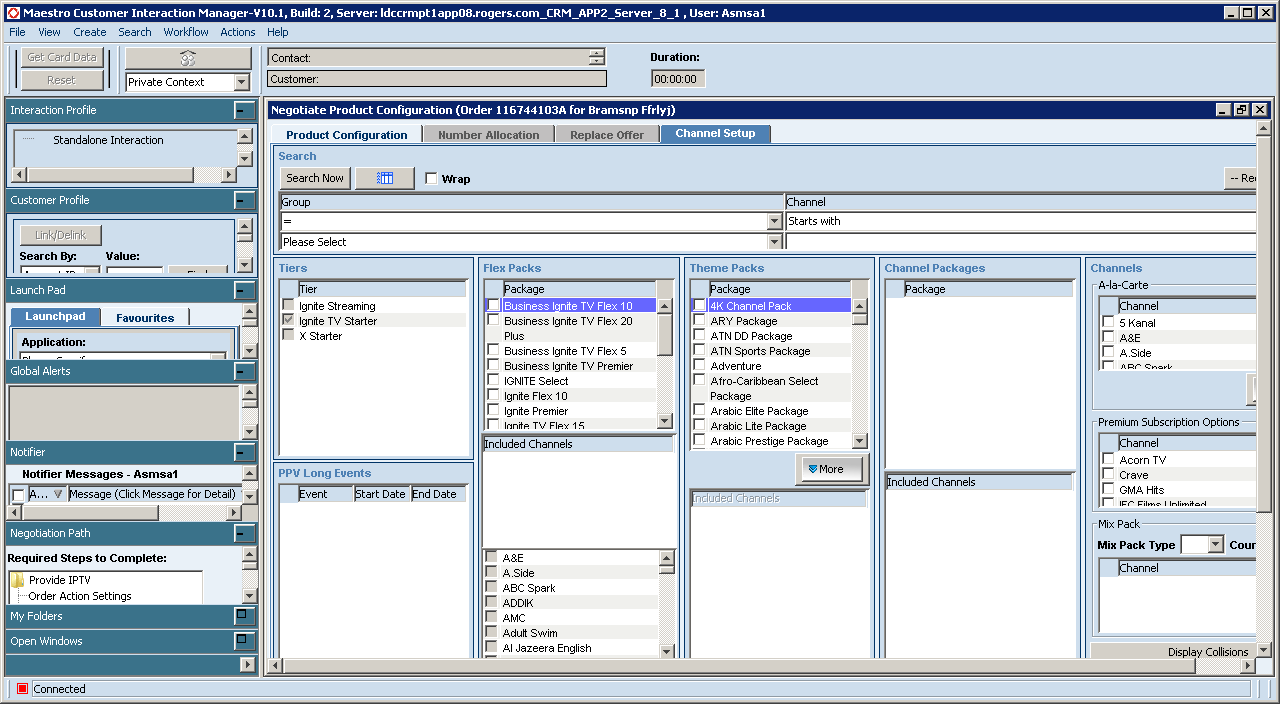 Maestro Customer Interaction Manager-V10.1, Build: 2, Server: ldccrmpt1app08.rogers.com_CRM_APP2_Server_8_1 , User: Asmsa1
File View Create Search Workflow Actions Help
Get Card Data
Reset
Private Context
Contact:
Customer:
Duration:
00:00:00
Interaction Profile
Standalone Interaction
Customer Profile
Link/Delink
Search By: Value:
Launch Pad
Launchpad Favourites
Application:
Global Alerts
Notifier
Notifier Messages - Asmsa1
A... Message (Click Message for Detail)
Negotiation Path
Required Steps to Complete:
Provide IPTV
Order Action Settings
My Folders
Open Windows
Connected
Negotiate Product Configuration (Order 116744103A for Bramsnp Ffrlyj)
Product Configuration Number Allocation Replace Offer Channel Setup
Search
Search Now Wrap -- Rec
Group Channel
= Starts with
Please Select
Tiers
Tier
Ignite Streaming
Ignite TV Starter
X Starter
PPV Long Events
Event Start Date End Date
Flex Packs
Package
Business Ignite TV Flex 10
Business Ignite TV Flex 20
Plus
Business Ignite TV Flex 5
Business Ignite TV Premier
IGNITE Select
Ignite Flex 10
Ignite Premier
Ignite TV Flex 15
Included Channels
A&E
A.Side
ABC Spark
ADDIK
AMC
Adult Swim
Al Jazeera English
Theme Packs
Package
4K Channel Pack
ARY Package
ATN DD Package
ATN Sports Package
Adventure
Afro-Caribbean Select
Package
Arabic Elite Package
Arabic Lite Package
Arabic Prestige Package
More
Included Channels
Channel Packages
Package
Included Channels
Channels
A-la-Carte
Channel
5 Kanal
A&E
A.Side
ABC Spark
Premium Subscription Options
Channel
Acorn TV
Crave
GMA Hits
IFC Films Unlimited
Mix Pack
Mix Pack Type Cour
Channel
Display Collisions